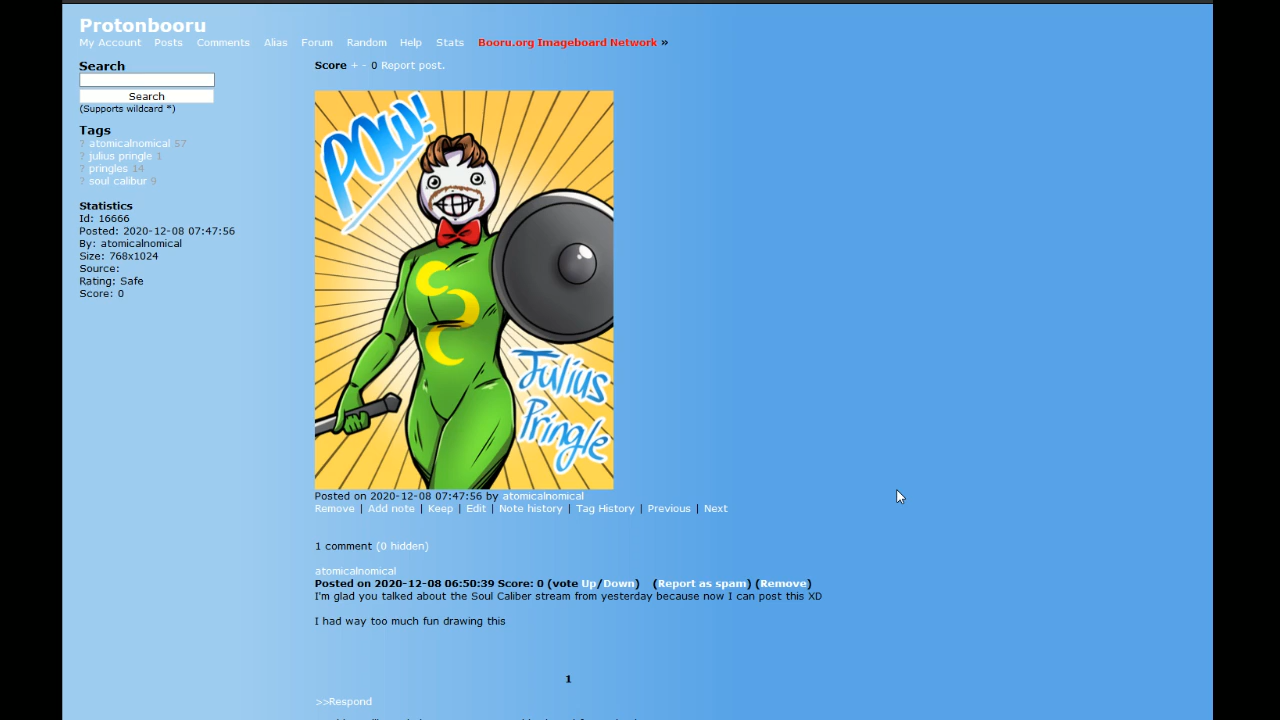 Protonbooru
My Account Posts Comments Alias Forum Random Help Stats Booru.org Imageboard Network »
Search
Search
(Supports wildcard *)
Tags
? atomicalnomical 57
? julius pringle 1
? pringles 14
? soul calibur 9
Statistics
Id: 16666
Posted: 2020-12-08 07:47:56
By: atomicalnomical
Size: 768x1024
Source:
Rating: Safe
Score: 0
Score + - 0 Report post.
POW!
SC
Julius
Pringle
Posted on 2020-12-08 07:47:56 by atomicalnomical
Remove | Add note | Keep | Edit | Note history | Tag History | Previous | Next
1 comment (0 hidden)
atomicalnomical
Posted on 2020-12-08 06:50:39 Score: 0 (vote Up/Down) (Report as spam) (Remove)
I'm glad you talked about the Soul Caliber stream from yesterday because now I can post this XD
I had way too much fun drawing this
1
>>Respond